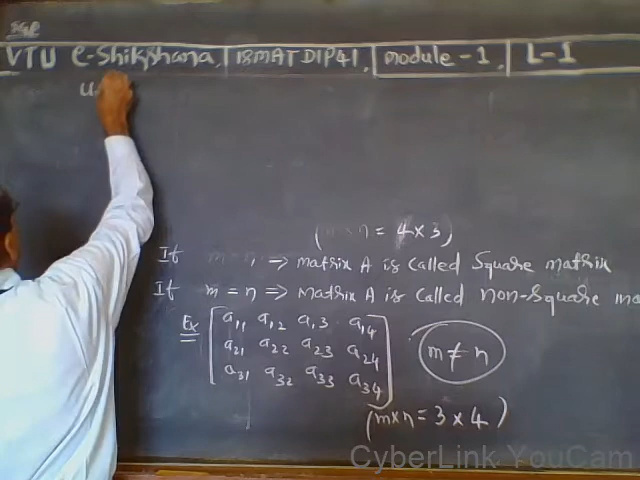 VTU e-Shikshana, | 18MATDIP41, | module-1, | L-1
(m × n = 4 × 3)
If m = n ⇒ matrix A is called Square matrix
If m = n ⇒ matrix A is called non-square
Ex [ a11 a12 a13 a14
a21 a22 a23 a24
a31 a32 a33 a34 ]
m ≠ n
(m×n = 3 × 4)
CyberLink YouCam